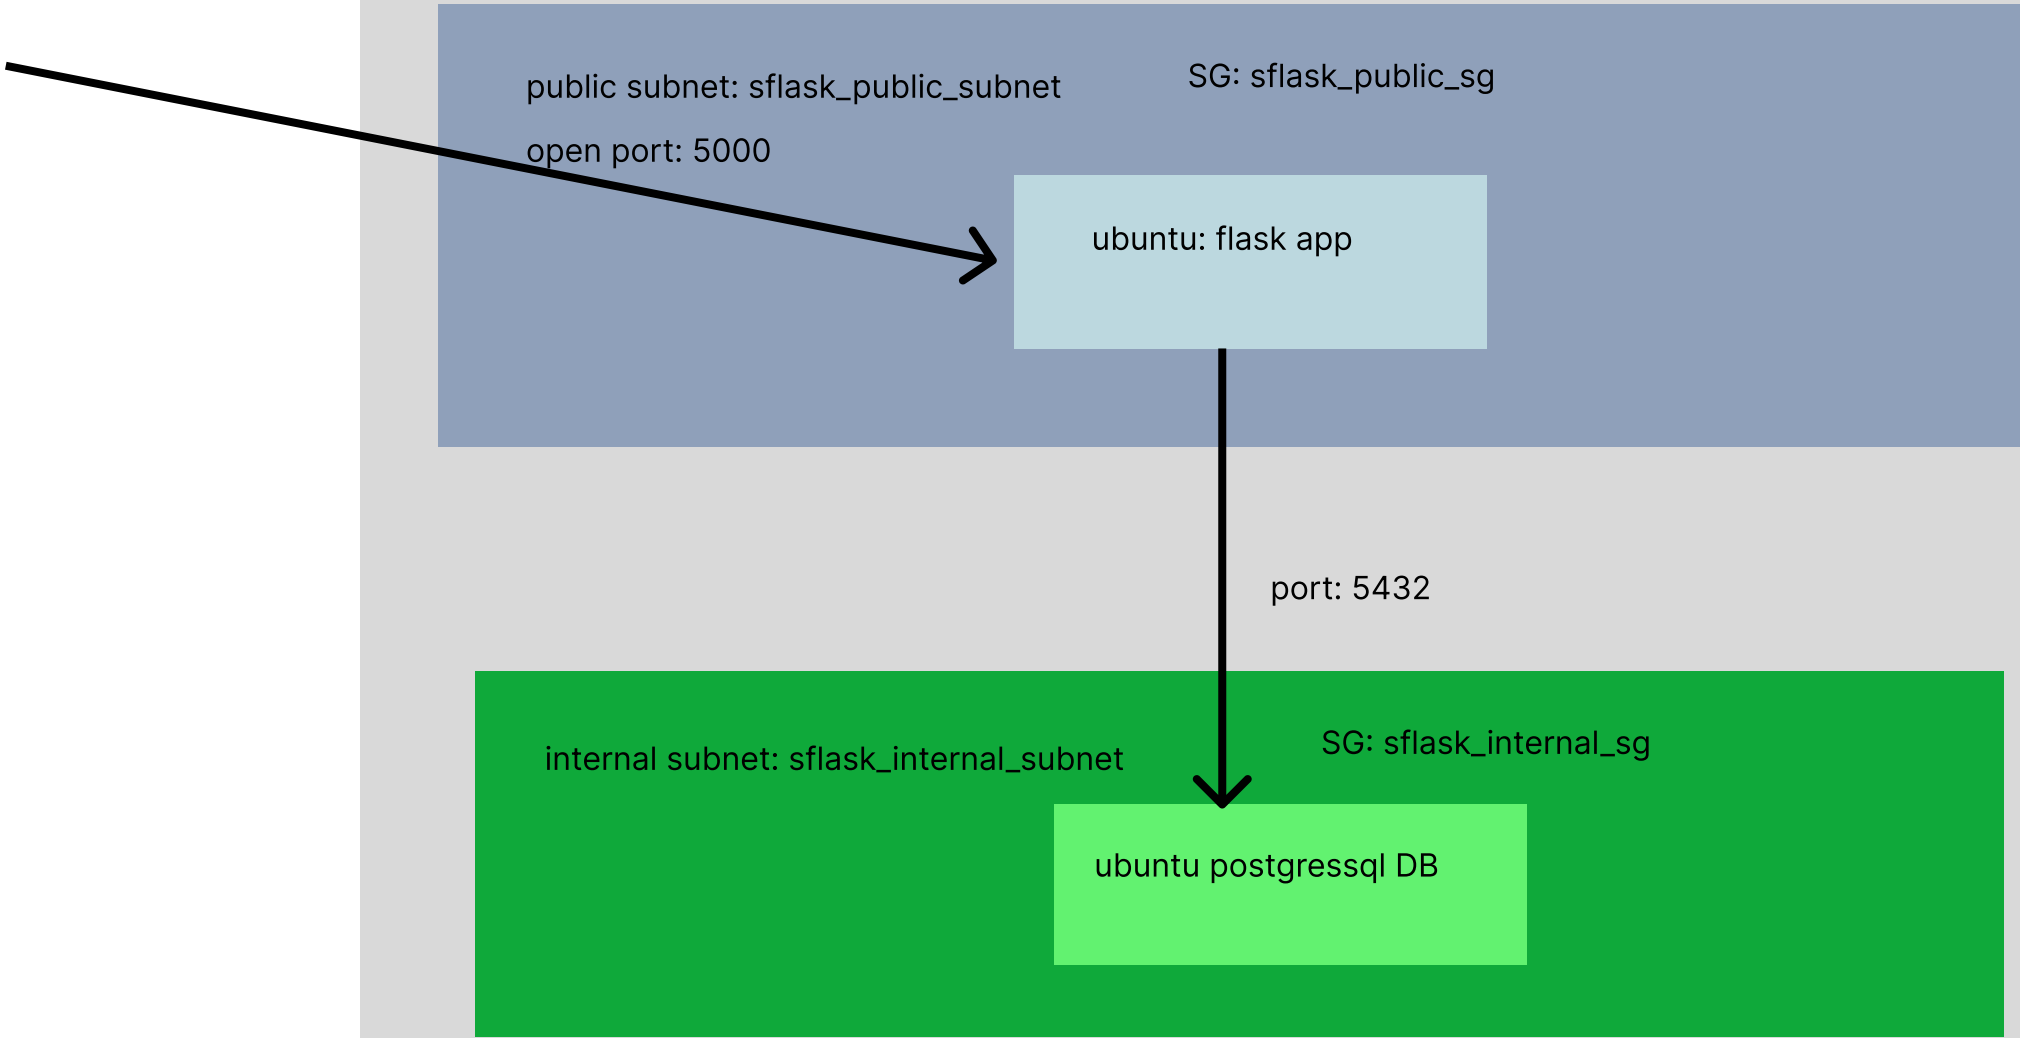 public subnet: sflask_public_subnet
SG: sflask_public_sg
open port: 5000
ubuntu: flask app
port: 5432
internal subnet: sflask_internal_subnet
SG: sflask_internal_sg
ubuntu postgressql DB